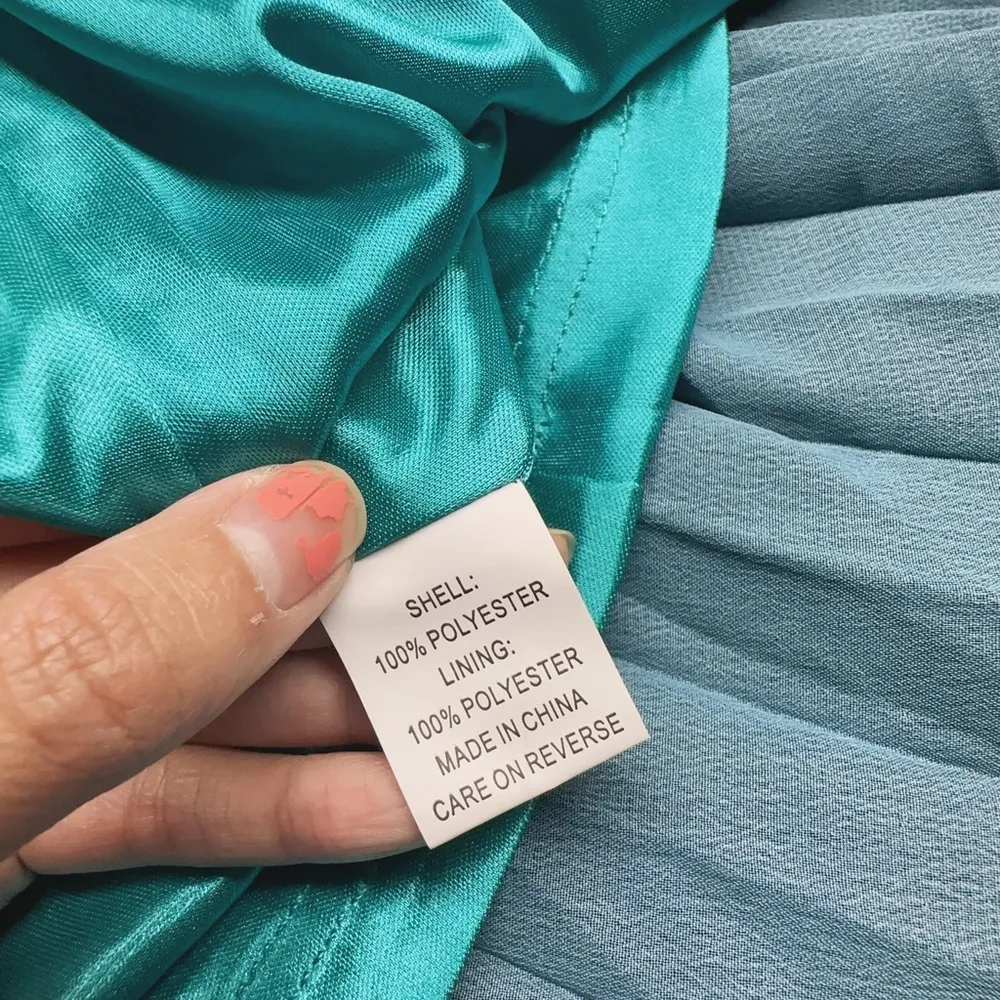 SHELL:
100% POLYESTER
LINING:
100% POLYESTER
MADE IN CHINA
CARE ON REVERSE